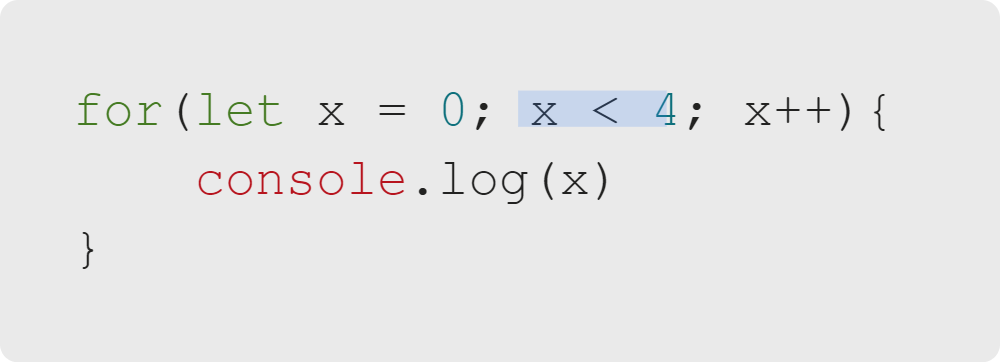 for(let x = 0; x < 4; x++){
    console.log(x)
}